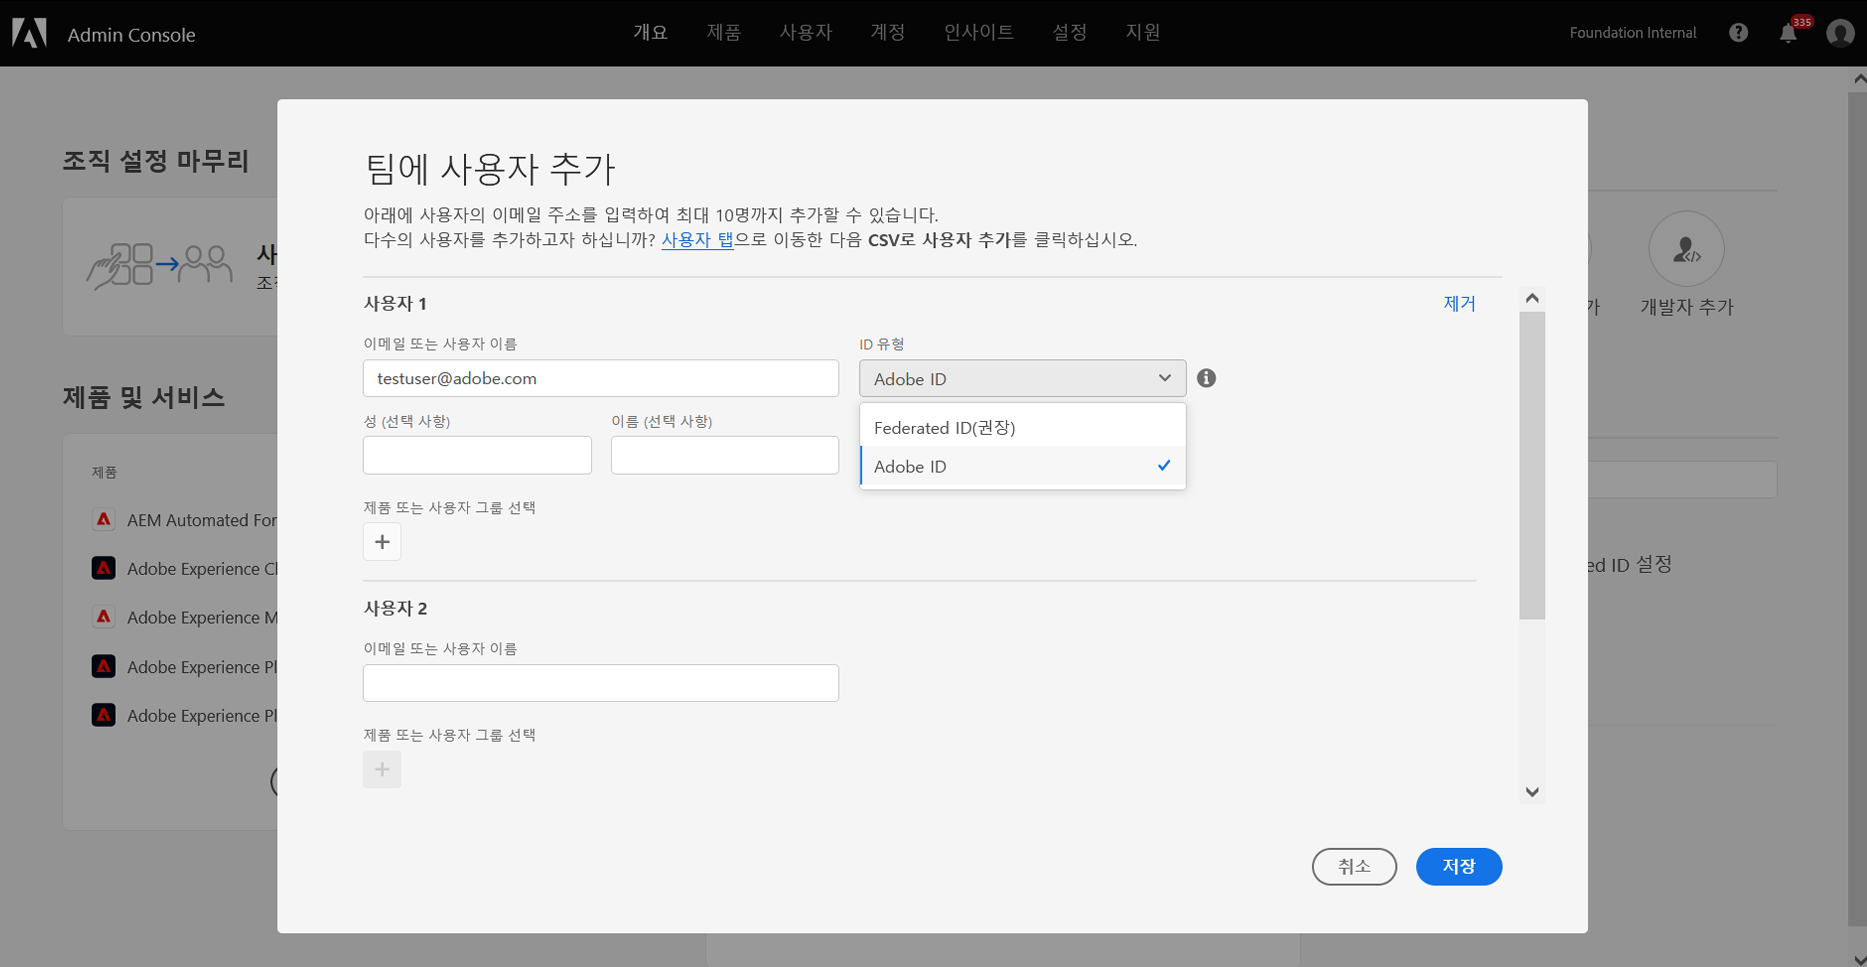 Admin Console
개요 제품 사용자 계정 인사이트 설정 지원
Foundation Internal
335
조직 설정 마무리
팀에 사용자 추가
아래에 사용자의 이메일 주소를 입력하여 최대 10명까지 추가할 수 있습니다.
다수의 사용자를 추가하고자 하십니까? 사용자 탭으로 이동한 다음 CSV로 사용자 추가를 클릭하십시오.
개발자 추가
사용자 1
제거
이메일 또는 사용자 이름
ID 유형
testuser@adobe.com
Adobe ID
제품 및 서비스
성 (선택 사항)
이름 (선택 사항)
Federated ID(권장)
Adobe ID
제품
제품 또는 사용자 그룹 선택
AEM Automated For
Adobe Experience Cl
ed ID 설정
사용자 2
Adobe Experience M
이메일 또는 사용자 이름
Adobe Experience Pl
Adobe Experience Pl
제품 또는 사용자 그룹 선택
취소
저장